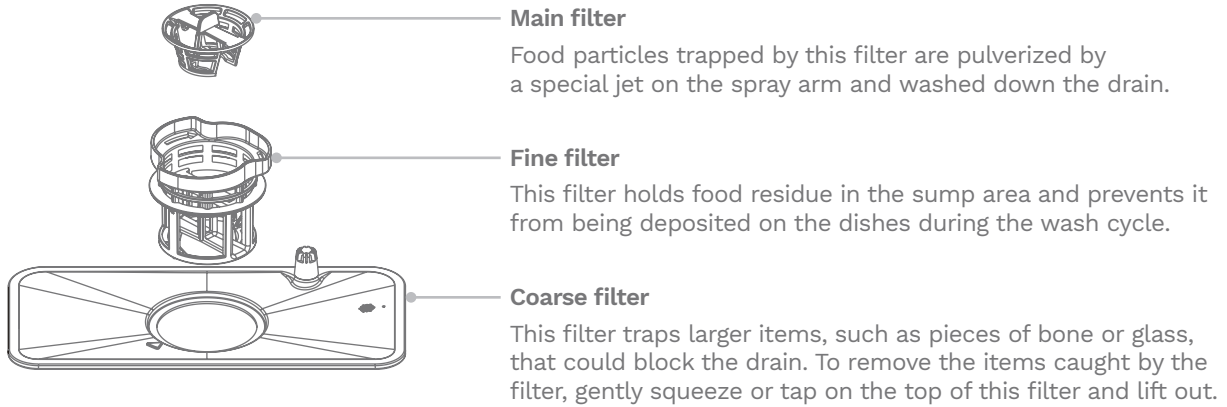 Main filter
Food particles trapped by this filter are pulverized by
a special jet on the spray arm and washed down the drain.
Fine filter
This filter holds food residue in the sump area and prevents it
from being deposited on the dishes during the wash cycle.
Coarse filter
This filter traps larger items, such as pieces of bone or glass,
that could block the drain. To remove the items caught by the
filter, gently squeeze or tap on the top of this filter and lift out.